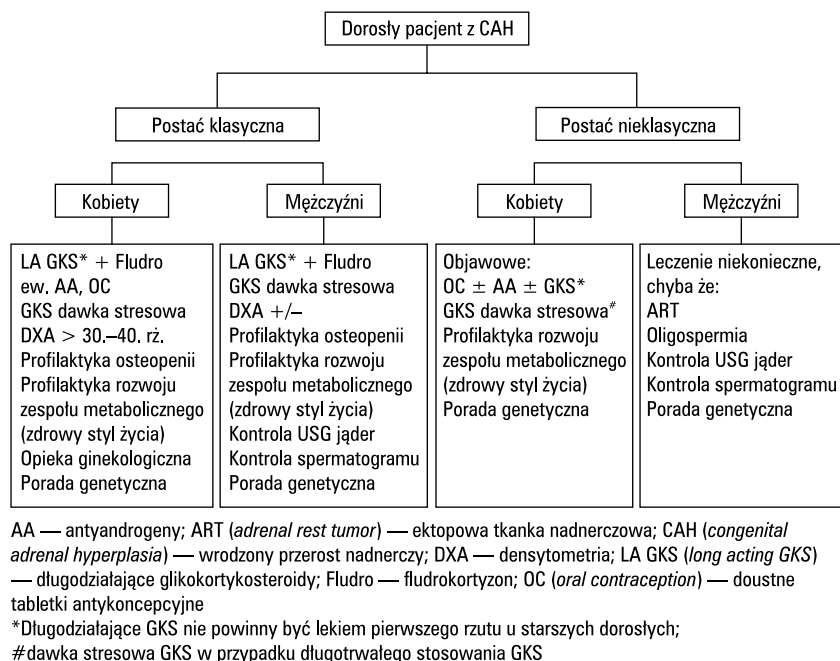 Dorosły pacjent z CAH
Postać klasyczna
Postać nieklasyczna
Kobiety
Mężczyźni
Kobiety
Mężczyźni
LA GKS* + Fludro
ew. AA, OC
GKS dawka stresowa
DXA > 30.–40. rż.
Profilaktyka osteopenii
Profilaktyka rozwoju
zespołu metabolicznego
(zdrowy styl życia)
Opieka ginekologiczna
Porada genetyczna
LA GKS* + Fludro
GKS dawka stresowa
DXA +/–
Profilaktyka osteopenii
Profilaktyka rozwoju
zespołu metabolicznego
(zdrowy styl życia)
Kontrola USG jąder
Kontrola spermatogramu
Porada genetyczna
Objawowe:
OC ± AA ± GKS*
GKS dawka stresowa#
Profilaktyka rozwoju
zespołu metabolicznego
(zdrowy styl życia)
Porada genetyczna
Leczenie niekonieczne,
chyba że:
ART
Oligospermia
Kontrola USG jąder
Kontrola spermatogramu
Porada genetyczna
AA — antyandrogeny; ART (adrenal rest tumor) — ektopowa tkanka nadnerczowa; CAH (congenital
adrenal hyperplasia) — wrodzony przerost nadnerczy; DXA — densytometria; LA GKS (long acting GKS)
— długodziałające glikokortykosteroidy; Fludro — fludrokortyzon; OC (oral contraception) — doustne
tabletki antykoncepcyjne
*Długodziałające GKS nie powinny być lekiem pierwszego rzutu u starszych dorosłych;
#dawka stresowa GKS w przypadku długotrwałego stosowania GKS